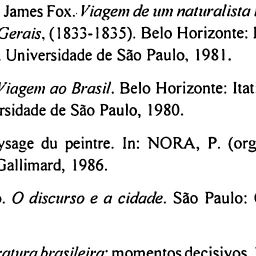 James Fox. Viagem de um naturalista
Gerais, (1833-1835). Belo Horizonte:
Universidade de São Paulo, 1981.
Viagem ao Brasil. Belo Horizonte: Itat
rsidade de São Paulo, 1980.
ysage du peintre. In: NORA, P. (org
Gallimard, 1986.
. O discurso e a cidade. São Paulo:
ratura brasileira: momentos decisivos.